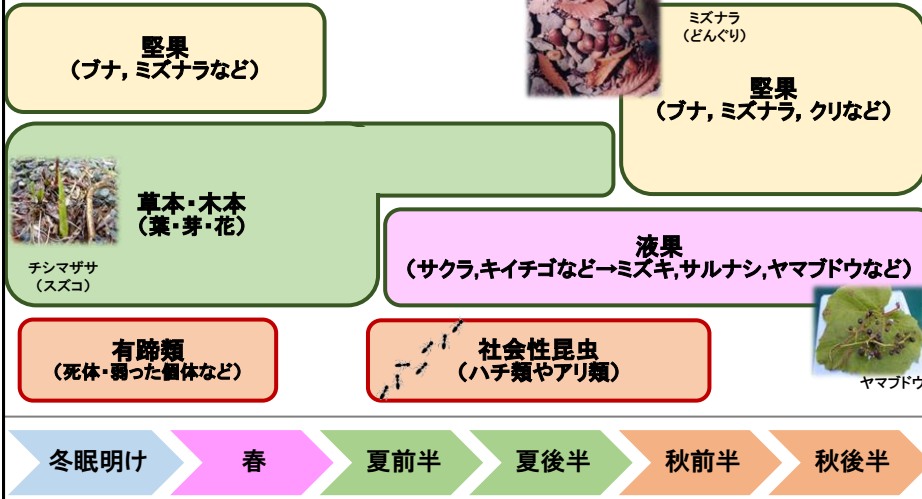 堅果
（ブナ, ミズナラなど）
ミズナラ
（どんぐり）
堅果
（ブナ, ミズナラ, クリなど）
草本・木本
（葉・芽・花）
チシマザサ
（スズコ）
液果
（サクラ,キイチゴなど→ミズキ,サルナシ,ヤマブドウなど）
有蹄類
（死体・弱った個体など）
社会性昆虫
（ハチ類やアリ類）
ヤマブドウ
冬眠明け
春
夏前半
夏後半
秋前半
秋後半